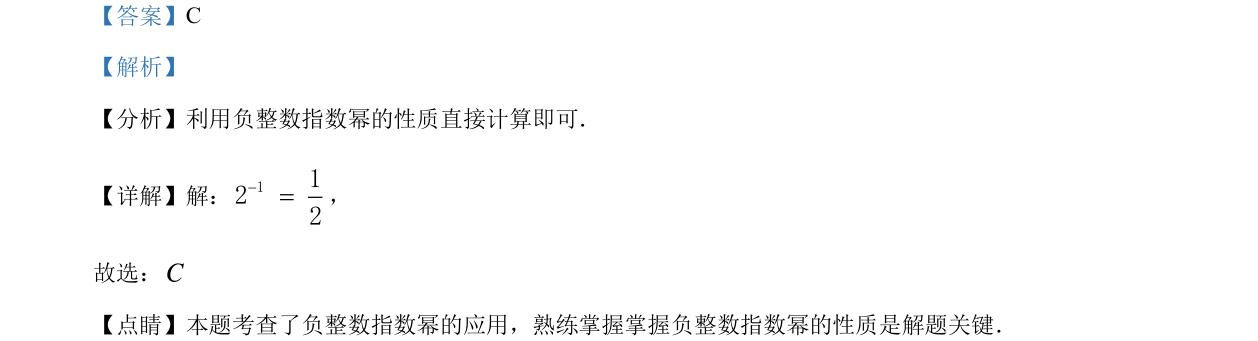 【答案】C
【解析】
【分析】利用负整数指数幂的性质直接计算即可．
【详解】解：2⁻¹ = 1/2，
故选：C
【点睛】本题考查了负整数指数幂的应用，熟练掌握掌握负整数指数幂的性质是解题关键．